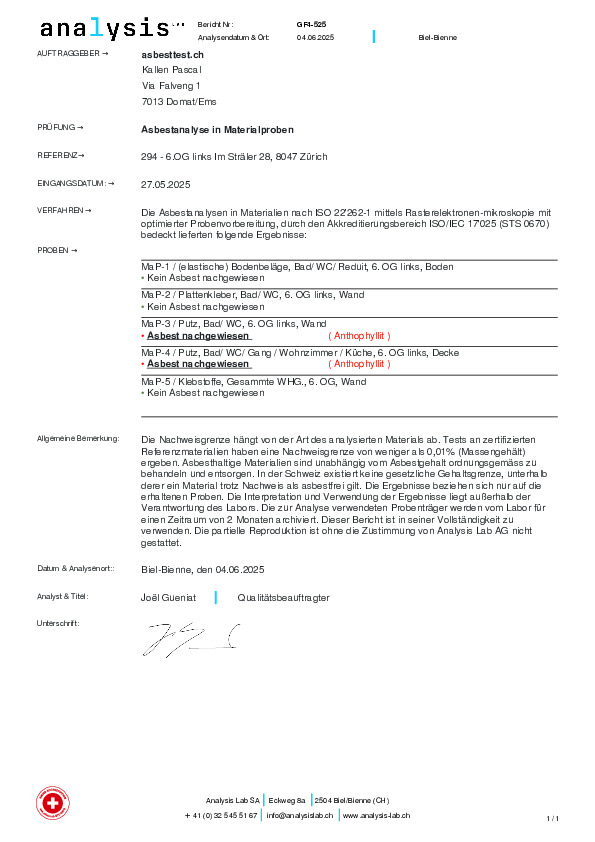 analysis
Bericht Nr: GF4-525
Analysendatum & Ort: 04.06.2025 Biel-Bienne
AUFTRAGGEBER → asbesttest.ch
Kallen Pascal
Via Falveng 1
7013 Domat/Ems
PRÜFUNG → Asbestanalyse in Materialproben
REFERENZ→ 294 - 6.OG links Im Sträler 28, 8047 Zürich
EINGANGSDATUM: → 27.05.2025
VERFAHREN → Die Asbestanalysen in Materialien nach ISO 22'262-1 mittels Rasterelektronen-mikroskopie mit
optimierter Probenvorbereitung, durch den Akkreditierungsbereich ISO/IEC 17025 (STS 0670)
bedeckt lieferten folgende Ergebnisse:
PROBEN →
MaP-1 / (elastische) Bodenbeläge, Bad/ WC/ Reduit, 6. OG links, Boden
• Kein Asbest nachgewiesen
MaP-2 / Plattenkleber, Bad/ WC, 6. OG links, Wand
• Kein Asbest nachgewiesen
MaP-3 / Putz, Bad/ WC, 6. OG links, Wand
• Asbest nachgewiesen ( Anthophyllit )
MaP-4 / Putz, Bad/ WC/ Gang / Wohnzimmer / Küche, 6. OG links, Decke
• Asbest nachgewiesen ( Anthophyllit )
MaP-5 / Klebstoffe, Gesammte WHG., 6. OG, Wand
• Kein Asbest nachgewiesen
Allgemeine Bemerkung: Die Nachweisgrenze hängt von der Art des analysierten Materials ab. Tests an zertifizierten
Referenzmaterialien haben eine Nachweisgrenze von weniger als 0,01% (Massengehält)
ergeben. Asbesthaltige Materialien sind unabhängig vom Asbestgehalt ordnungsgemäss zu
behandeln und entsorgen. In der Schweiz existiert keine gesetzliche Gehaltsgrenze, unterhalb
derer ein Material trotz Nachweis als asbestfrei gilt. Die Ergebnisse beziehen sich nur auf die
erhaltenen Proben. Die Interpretation und Verwendung der Ergebnisse liegt außerhalb der
Verantwortung des Labors. Die zur Analyse verwendeten Probenträger werden vom Labor für
einen Zeitraum von 2 Monaten archiviert. Dieser Bericht ist in seiner Vollständigkeit zu
verwenden. Die partielle Reproduktion ist ohne die Zustimmung von Analysis Lab AG nicht
gestattet.
Datum & Analysenort:: Biel-Bienne, den 04.06.2025
Analyst & Titel: Joël Gueniat Qualitätsbeauftragter
Unterschrift:
Analysis Lab SA Eckweg 8a 2504 Biel/Bienne (CH)
+ 41 (0) 32 545 51 67 info@analysislab.ch www.analysis-lab.ch
1 / 1